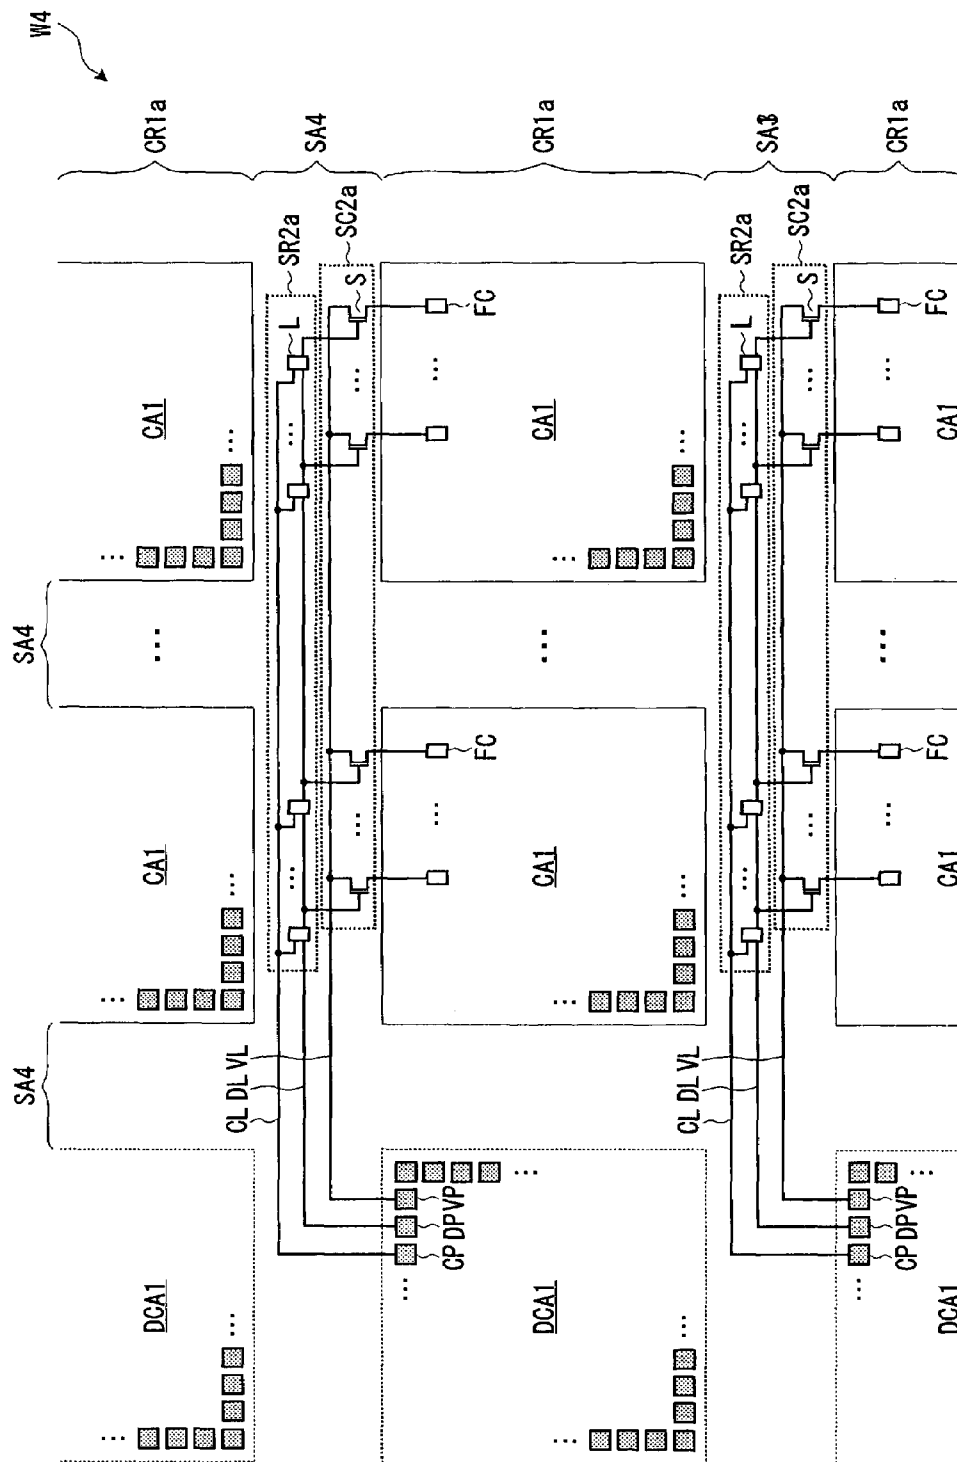 W4
SA4 SA4
DCA1 CA1 CA1 CR1a
CL DL VL
L SR2a SA4
S SC2a
CP DP VP
FC FC
DCA1 CA1 CA1 CR1a
CL DL VL
L SR2a SA3
S SC2a
CP DP VP
FC FC
DCA1 CA1 CA1 CR1a